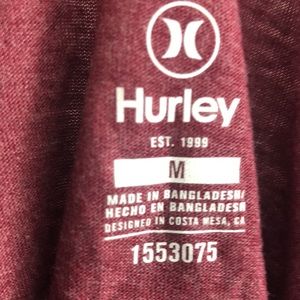 Hurley
EST. 1999
M
MADE IN BANGLADESH/
HECHO EN BANGLADESH
DESIGNED IN COSTA MESA, CA
1553075